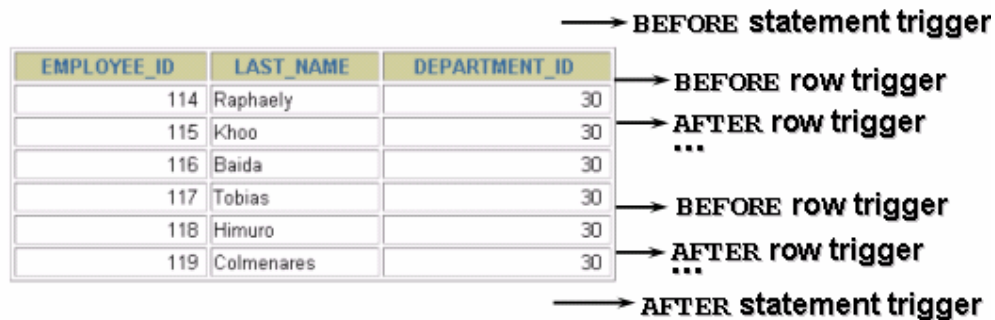 BEFORE statement trigger
EMPLOYEE_ID LAST_NAME DEPARTMENT_ID
BEFORE row trigger
114 Raphaely 30
AFTER row trigger
115 Khoo 30
...
116 Baida 30
117 Tobias 30
BEFORE row trigger
118 Himuro 30
AFTER row trigger
119 Colmenares 30
...
AFTER statement trigger